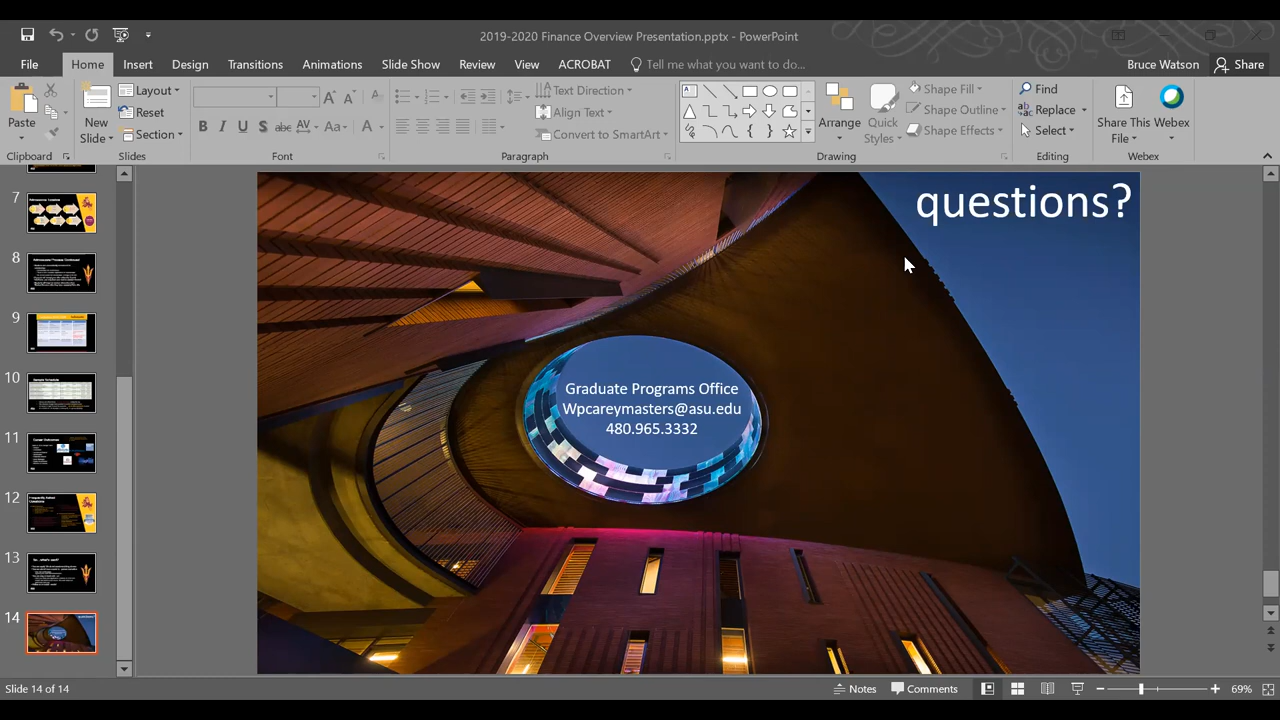 2019-2020 Finance Overview Presentation.pptx - PowerPoint
File Home Insert Design Transitions Animations Slide Show Review View ACROBAT Tell me what you want to do... Bruce Watson Share
Paste
New Slide
Layout
Reset
Section
B I U S abc AV Aa A
A A
Text Direction
Align Text
Convert to SmartArt
Arrange
Quick Styles
Shape Fill
Shape Outline
Shape Effects
Find
Replace
Select
Share This File
Webex
Clipboard Slides Font Paragraph Drawing Editing Webex
questions?
Graduate Programs Office
Wpcareymasters@asu.edu
480.965.3332
7
8
9
10
11
12
13
14
Slide 14 of 14 Notes Comments 69%